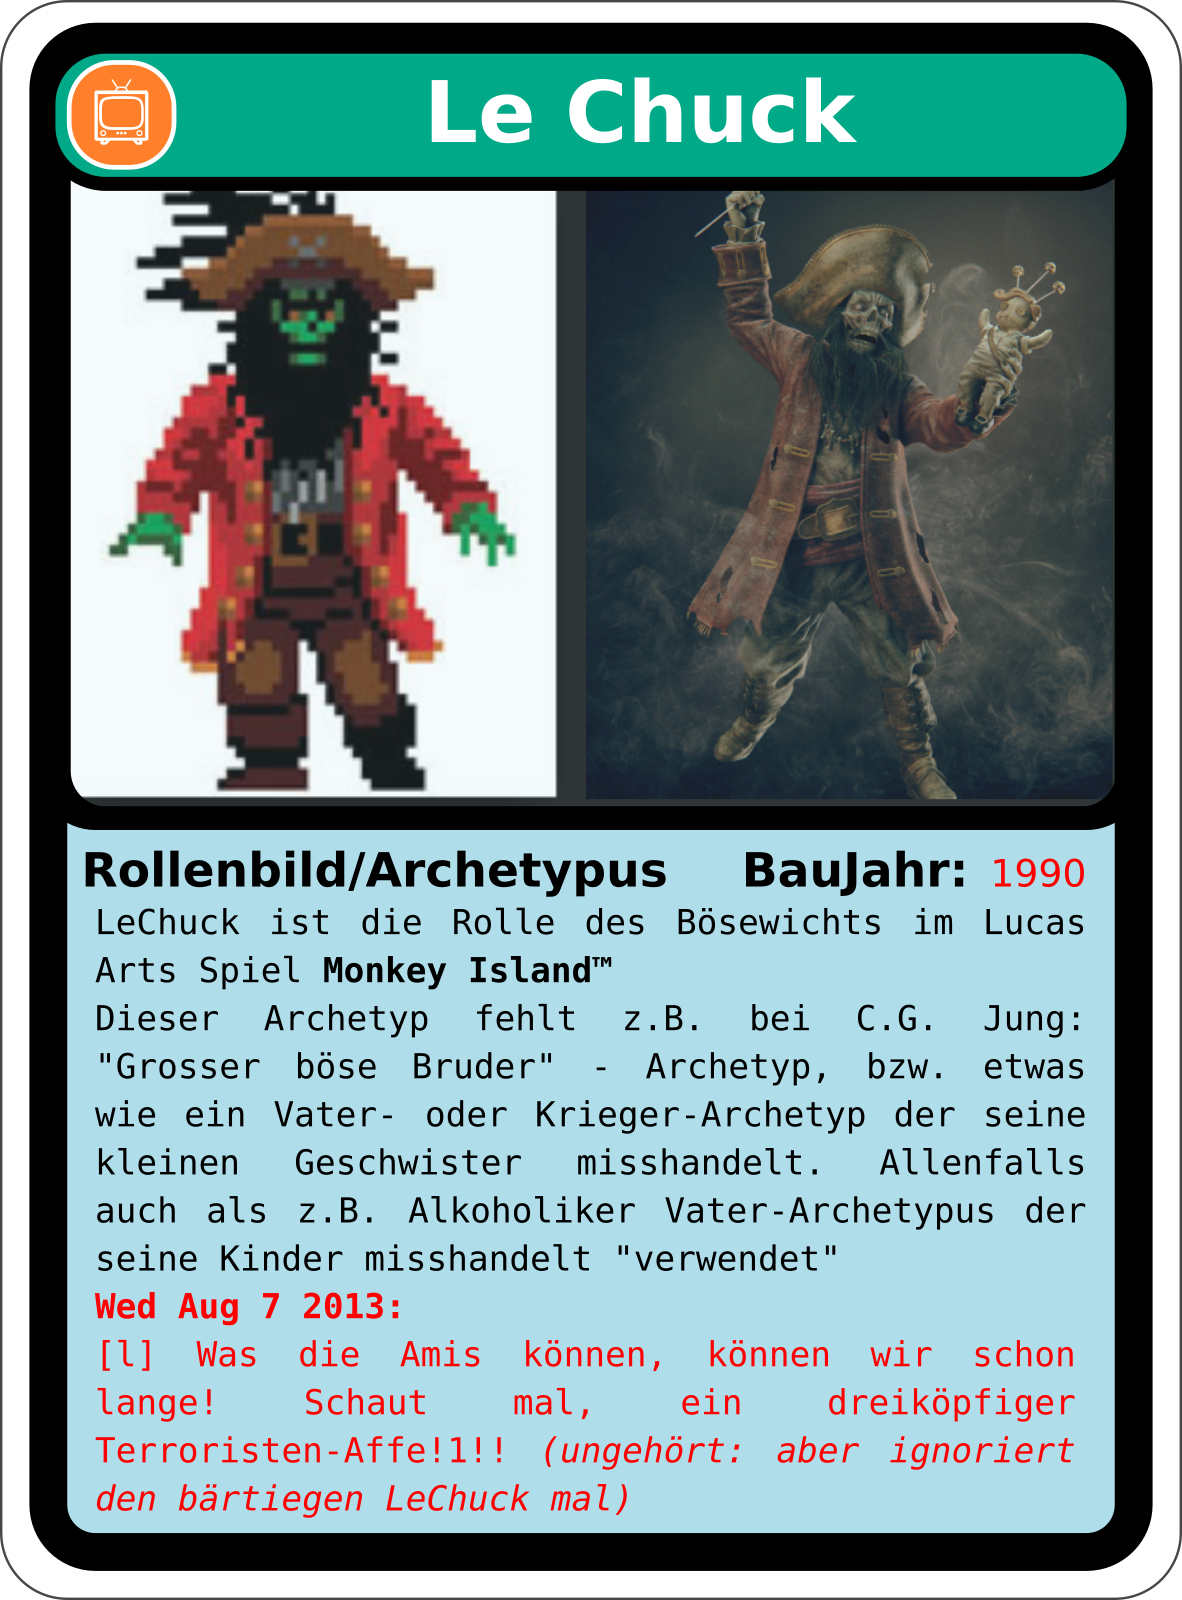 Le Chuck
Rollenbild/Archetypus BauJahr: 1990
LeChuck ist die Rolle des Bösewichts im Lucas
Arts Spiel Monkey Island™
Dieser Archetyp fehlt z.B. bei C.G. Jung:
"Grosser böse Bruder" - Archetyp, bzw. etwas
wie ein Vater- oder Krieger-Archetyp der seine
kleinen Geschwister misshandelt. Allenfalls
auch als z.B. Alkoholiker Vater-Archetypus der
seine Kinder misshandelt "verwendet"
Wed Aug 7 2013:
[l] Was die Amis können, können wir schon
lange! Schaut mal, ein dreiköpfiger
Terroristen-Affe!1!! (ungehört: aber ignoriert
den bärtiegen LeChuck mal)